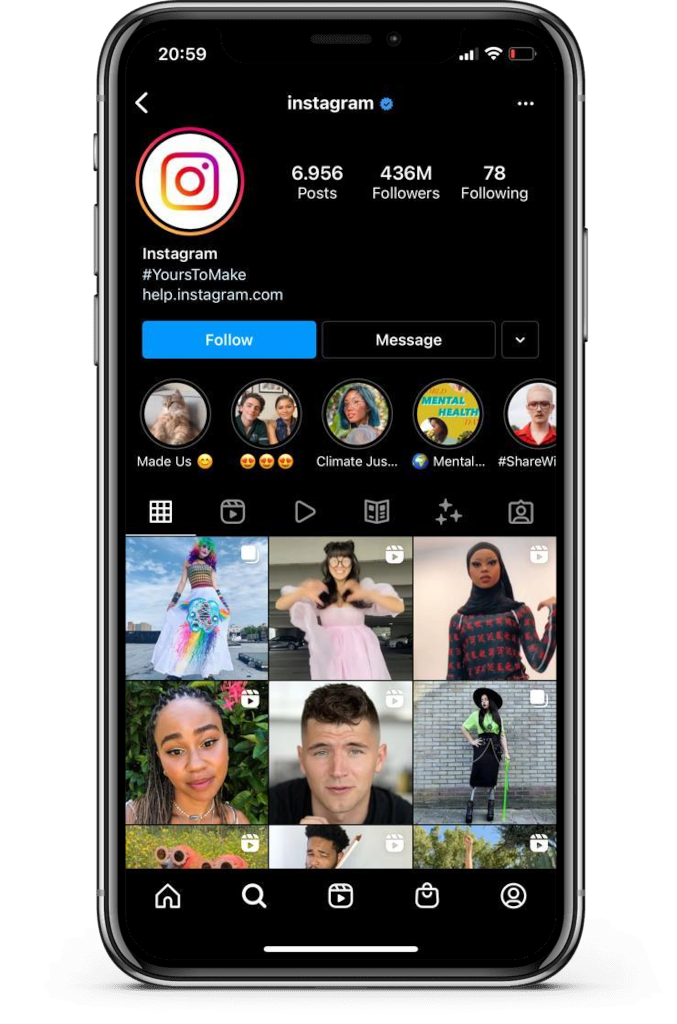 20:59
instagram
6.956 436M 78
Posts Followers Following
Instagram
#YoursToMake
help.instagram.com
Follow Message
MENTAL
HEALTH
Made Us 😊 😍😍😍 Climate Jus... 🌍 Mental... #ShareWi